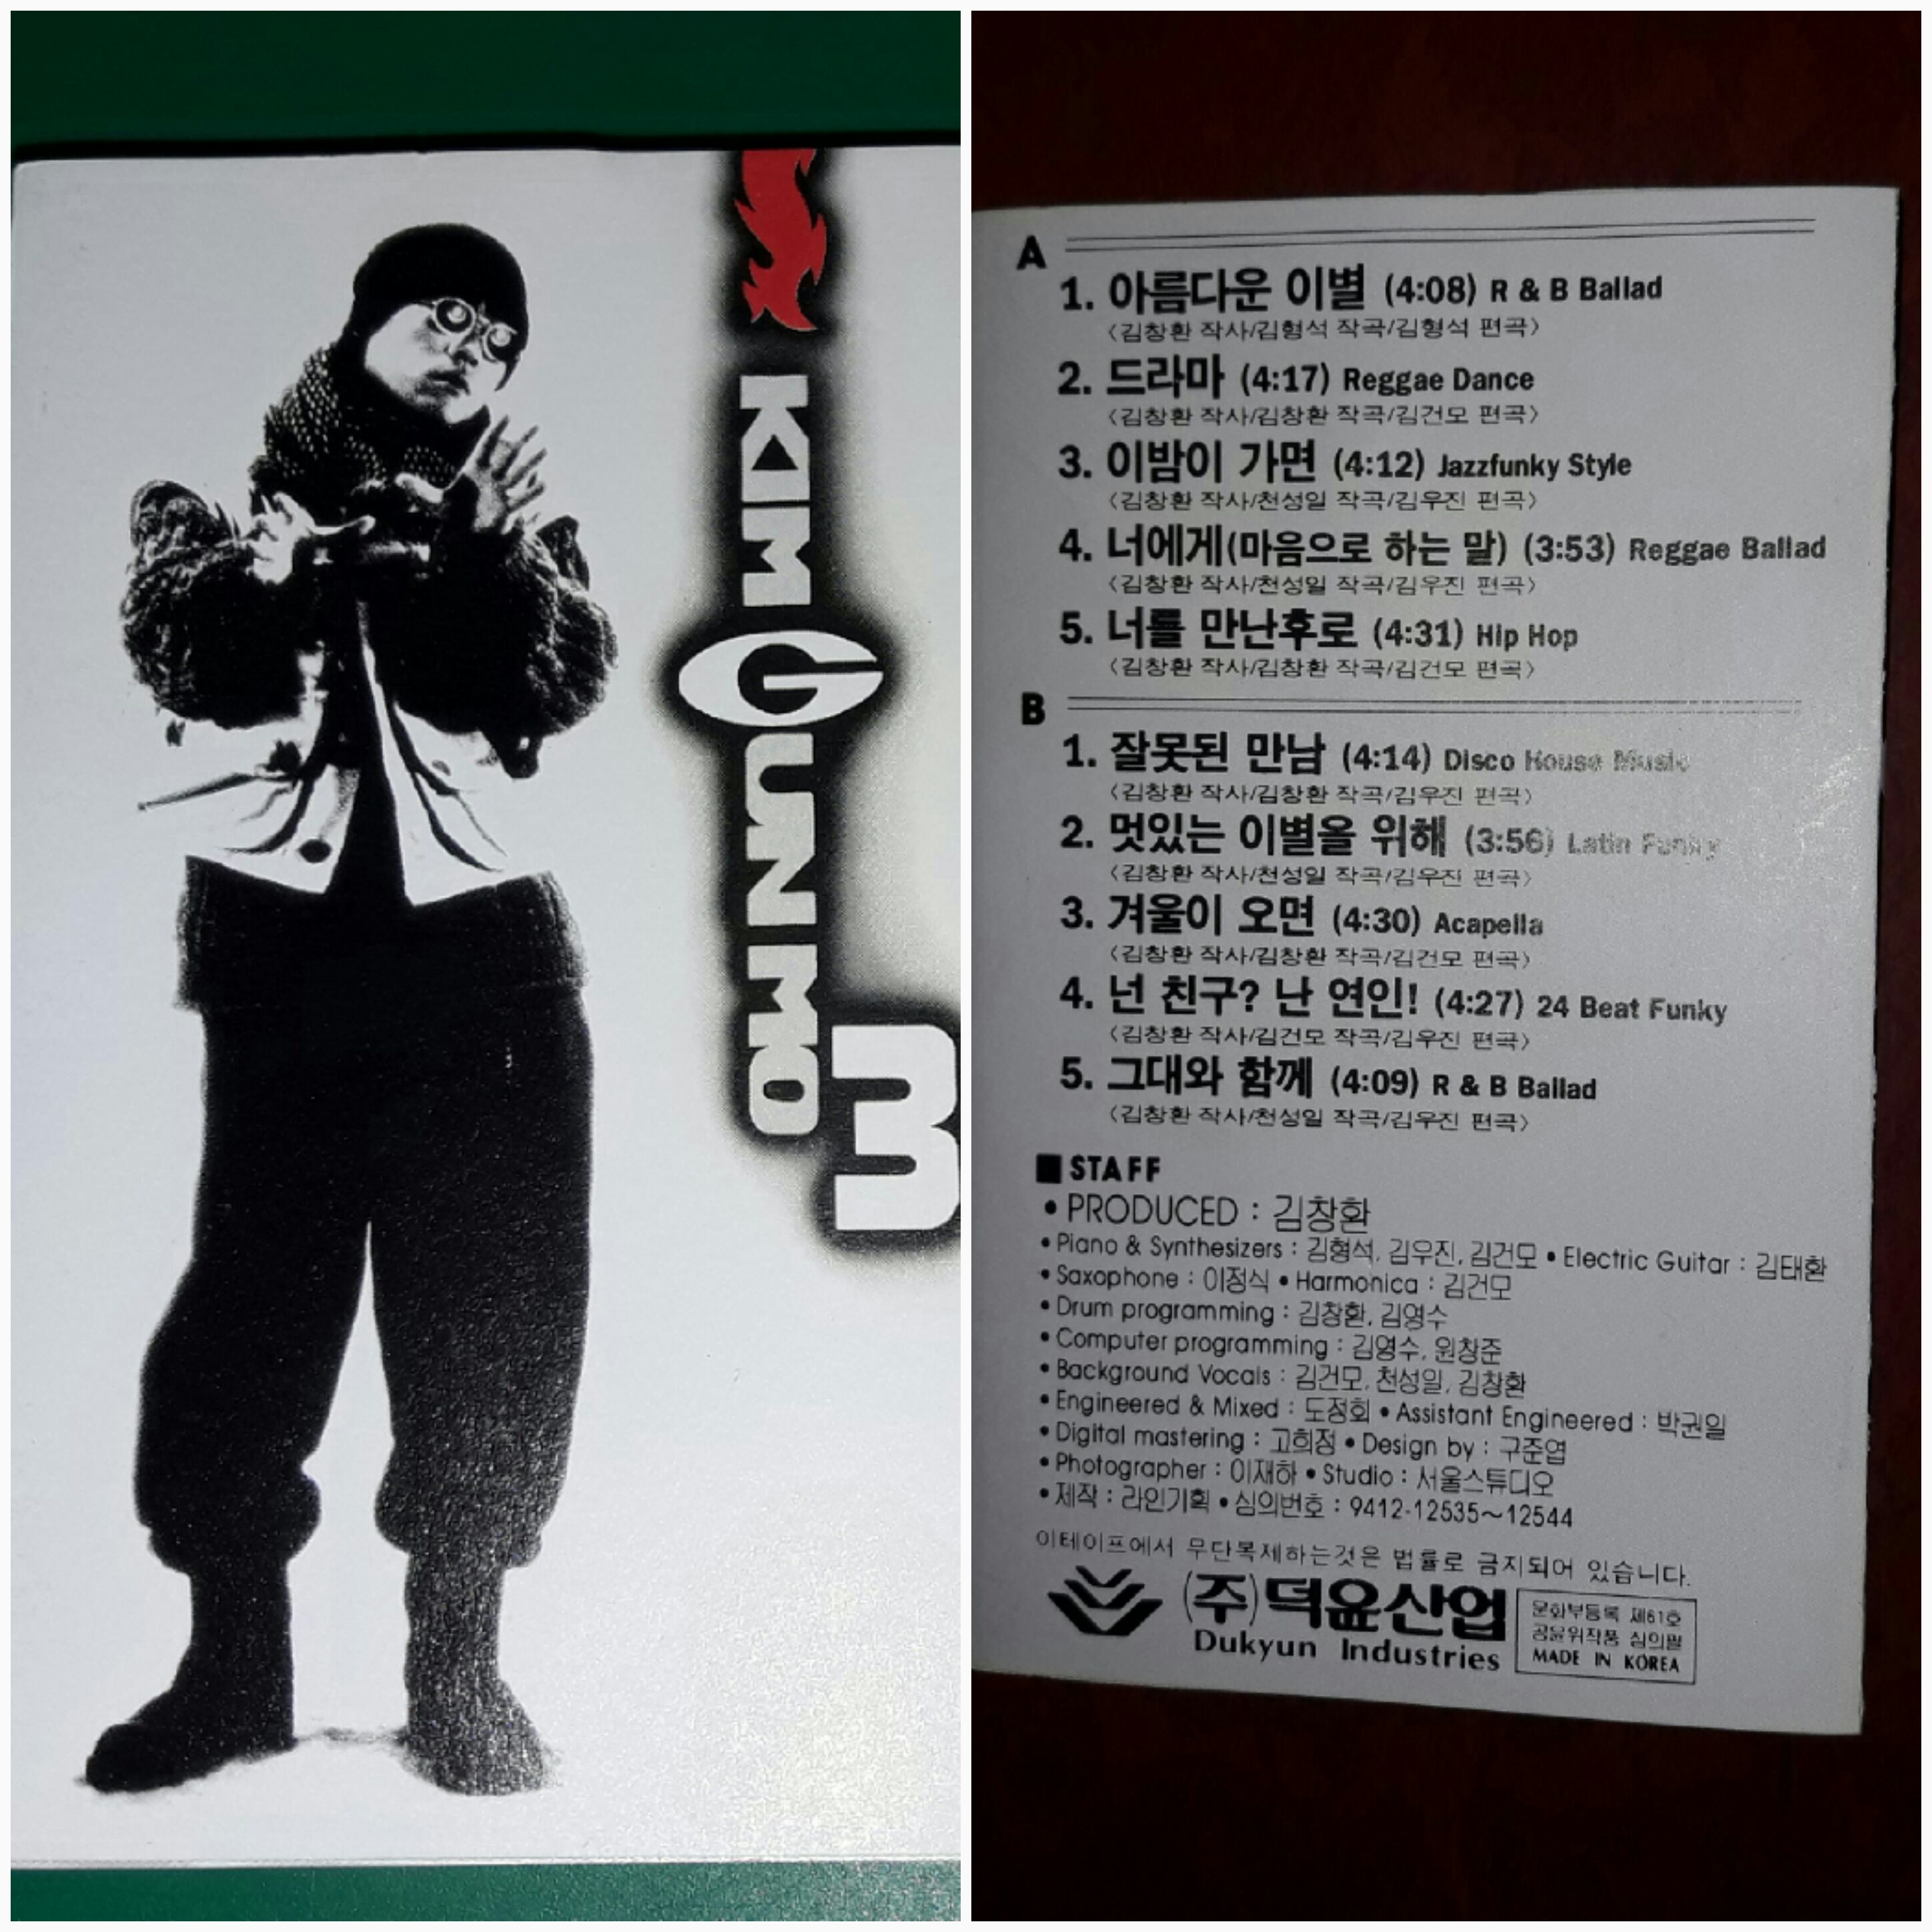 KIM GUN MO
3
A
1. 아름다운 이별 (4:08) R & B Ballad
〈김창환 작사/김형석 작곡/김형석 편곡〉
2. 드라마 (4:17) Reggae Dance
〈김창환 작사/김창환 작곡/김건모 편곡〉
3. 이밤이 가면 (4:12) Jazzfunky Style
〈김창환 작사/천성일 작곡/김우진 편곡〉
4. 너에게(마음으로 하는 말) (3:53) Reggae Ballad
〈김창환 작사/천성일 작곡/김우진 편곡〉
5. 너를 만난후로 (4:31) Hip Hop
〈김창환 작사/김창환 작곡/김건모 편곡〉
B
1. 잘못된 만남 (4:14) Disco House Music
〈김창환 작사/김창환 작곡/김우진 편곡〉
2. 멋있는 이별을 위해 (3:56) Latin Funky
〈김창환 작사/천성일 작곡/김우진 편곡〉
3. 겨울이 오면 (4:30) Acapella
〈김창환 작사/김창환 작곡/김건모 편곡〉
4. 넌 친구? 난 연인! (4:27) 24 Beat Funky
〈김창환 작사/김건모 작곡/김우진 편곡〉
5. 그대와 함께 (4:09) R & B Ballad
〈김창환 작사/천성일 작곡/김우진 편곡〉
■ STAFF
• PRODUCED : 김창환
• Piano & Synthesizers : 김형석, 김우진, 김건모 • Electric Guitar : 김태환
• Saxophone : 이정식 • Harmonica : 김건모
• Drum programming : 김창환, 김영수
• Computer programming : 김영수, 원창준
• Background Vocals : 김건모, 천성일, 김창환
• Engineered & Mixed : 도정회 • Assistant Engineered : 박권일
• Digital mastering : 고희정 • Design by : 구준엽
• Photographer : 이재하 • Studio : 서울스튜디오
• 제작 : 라인기획 • 심의번호 : 9412-12535~12544
이테이프에서 무단복제하는것은 법률로 금지되어 있습니다.
(주)덕윤산업
Dukyun Industries
문화부등록 제61호
공윤위작품 심의필
MADE IN KOREA